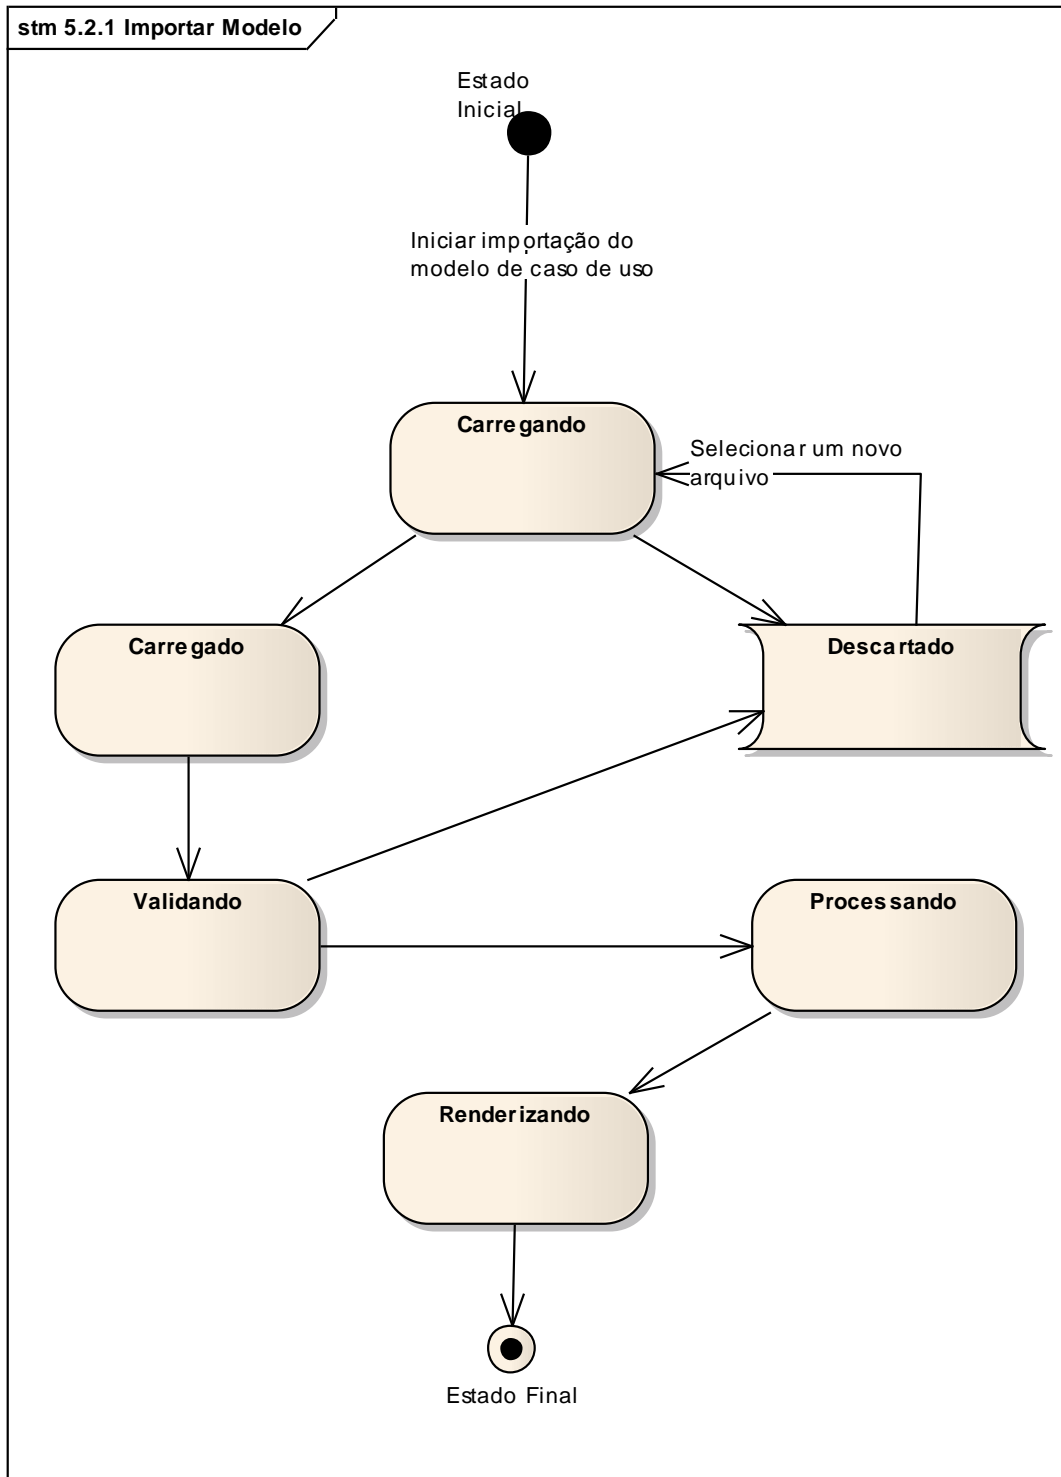 stm 5.2.1 Importar Modelo
Estado
Inicial
Iniciar importação do
modelo de caso de uso
Carregando
Selecionar um novo
arquivo
Carregado
Descartado
Validando
Processando
Renderizando
Estado Final